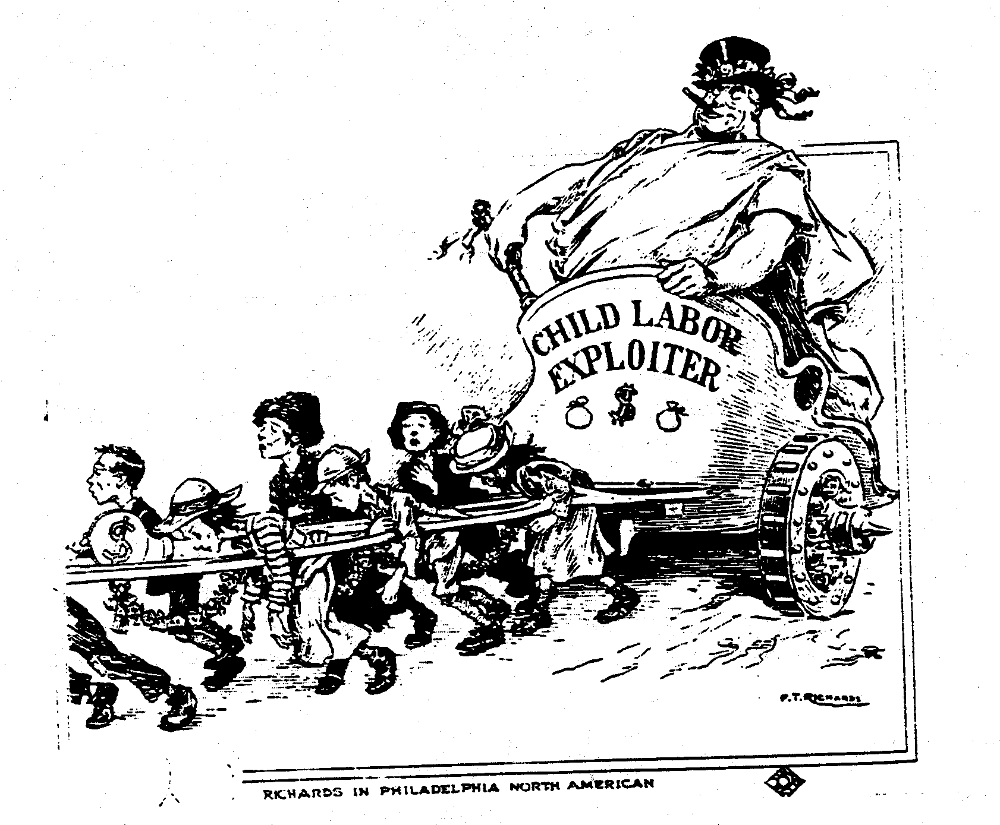 CHILD LABOR
EXPLOITER
$
F.T. RICHARDS
RICHARDS IN PHILADELPHIA NORTH AMERICAN